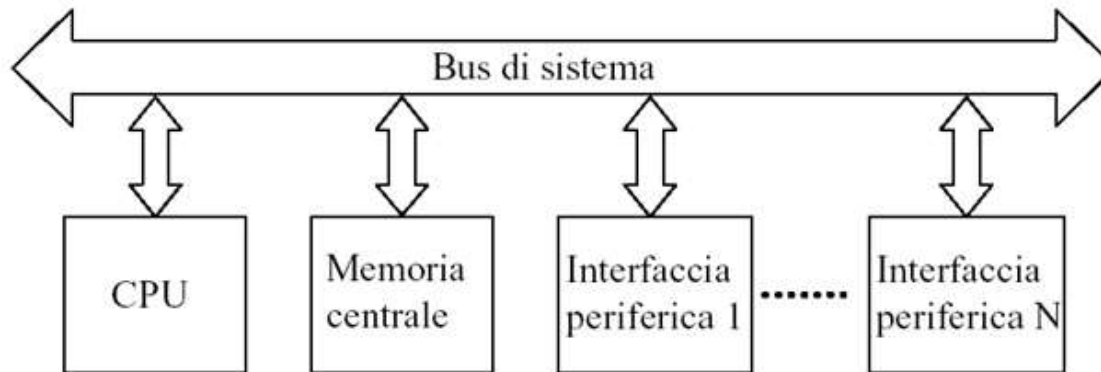 Bus di sistema
CPU
Memoria
centrale
Interfaccia
periferica 1
Interfaccia
periferica N